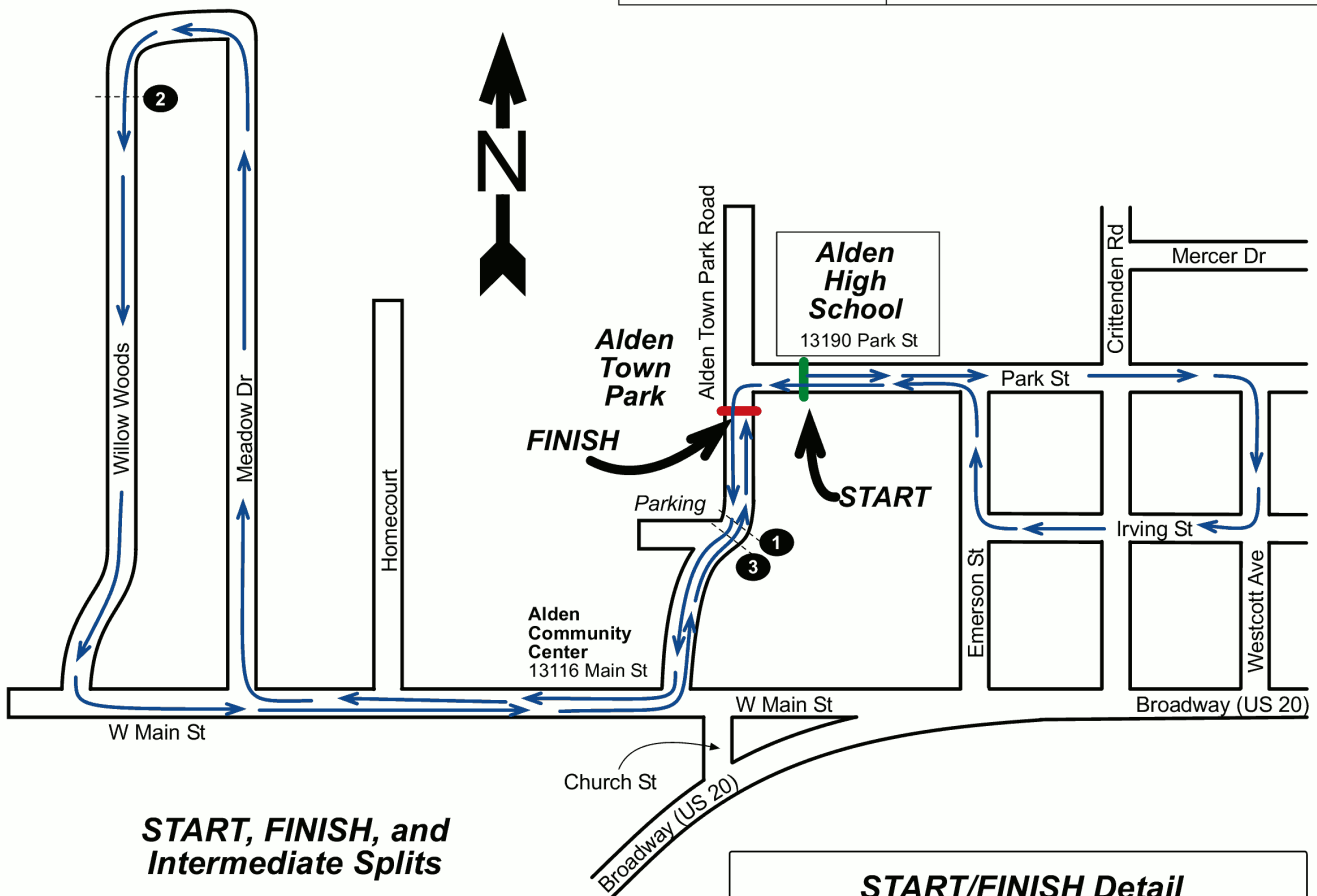 2
N
Alden Town Park Road
Alden
High
School
13190 Park St
Crittenden Rd
Mercer Dr
Alden
Town
Park
Park St
FINISH
START
Willow Woods
Meadow Dr
Homecourt
Parking
1
3
Irving St
Emerson St
Westcott Ave
Alden
Community
Center
13116 Main St
W Main St
W Main St
Broadway (US 20)
Church St
Broadway (US 20)
START, FINISH, and
Intermediate Splits
START/FINISH Detail